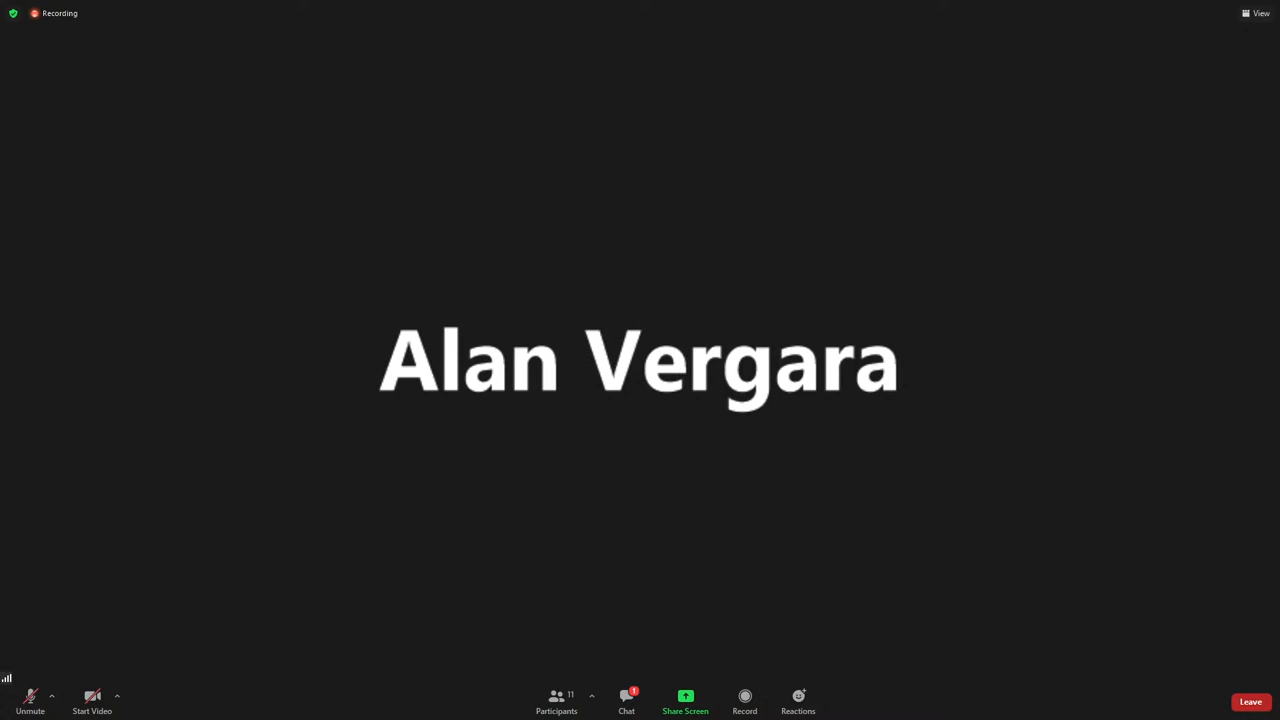 Recording
View
Alan Vergara
Unmute
Start Video
Participants
11
Chat
1
Share Screen
Record
Reactions
Leave